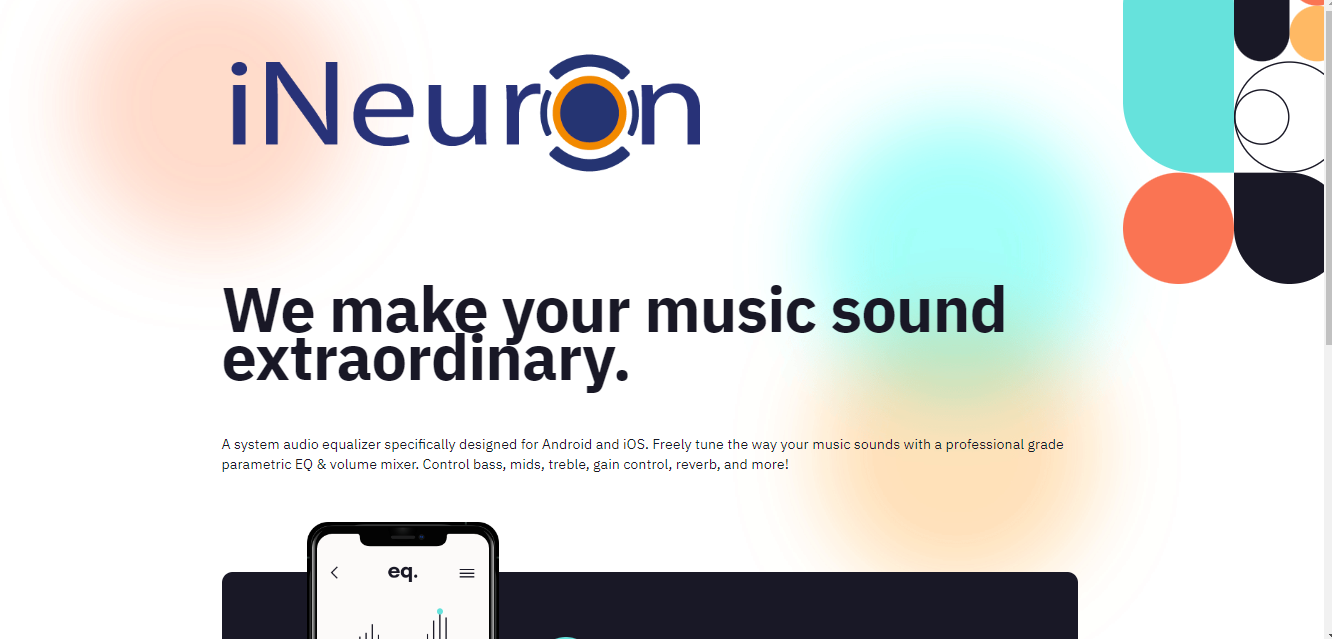 iNeuron
We make your music sound
extraordinary.
A system audio equalizer specifically designed for Android and iOS. Freely tune the way your music sounds with a professional grade
parametric EQ & volume mixer. Control bass, mids, treble, gain control, reverb, and more!
eq.